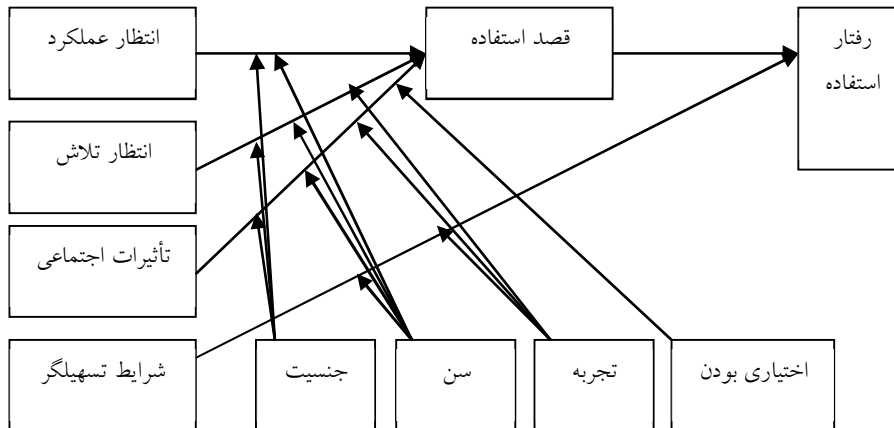 انتظار عملکرد
قصد استفاده
رفتار
استفاده
انتظار تلاش
تأثیرات اجتماعی
شرایط تسهیلگر
جنسیت
سن
تجربه
اختیاری بودن